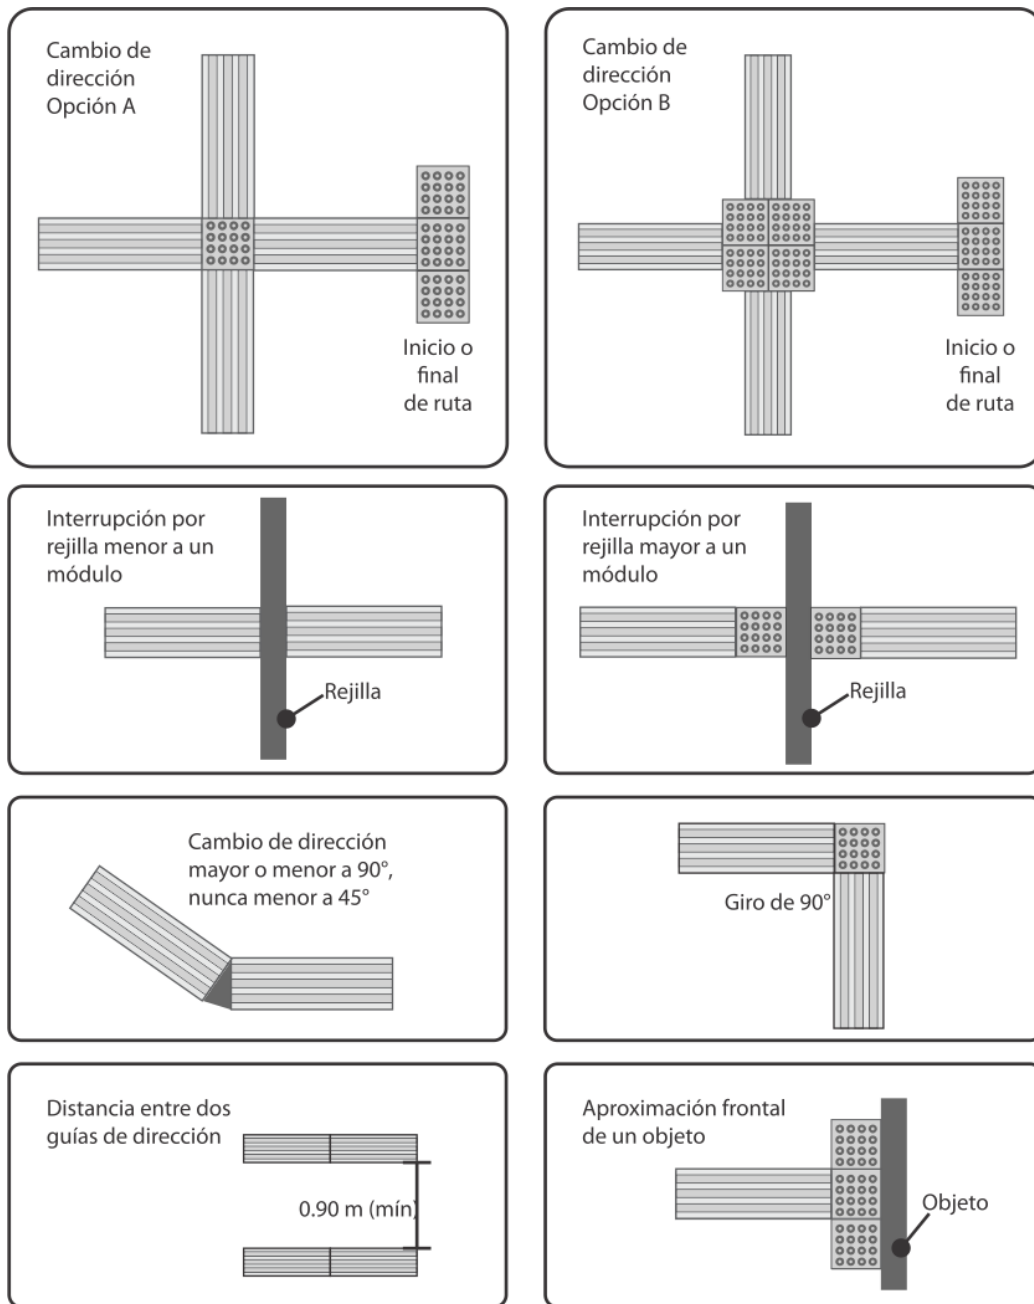 Cambio de
dirección
Opción A
Inicio o
final
de ruta
Cambio de
dirección
Opción B
Inicio o
final
de ruta
Interrupción por
rejilla menor a un
módulo
Rejilla
Interrupción por
rejilla mayor a un
módulo
Rejilla
Cambio de dirección
mayor o menor a 90°,
nunca menor a 45°
Giro de 90°
Distancia entre dos
guías de dirección
0.90 m (mín)
Aproximación frontal
de un objeto
Objeto